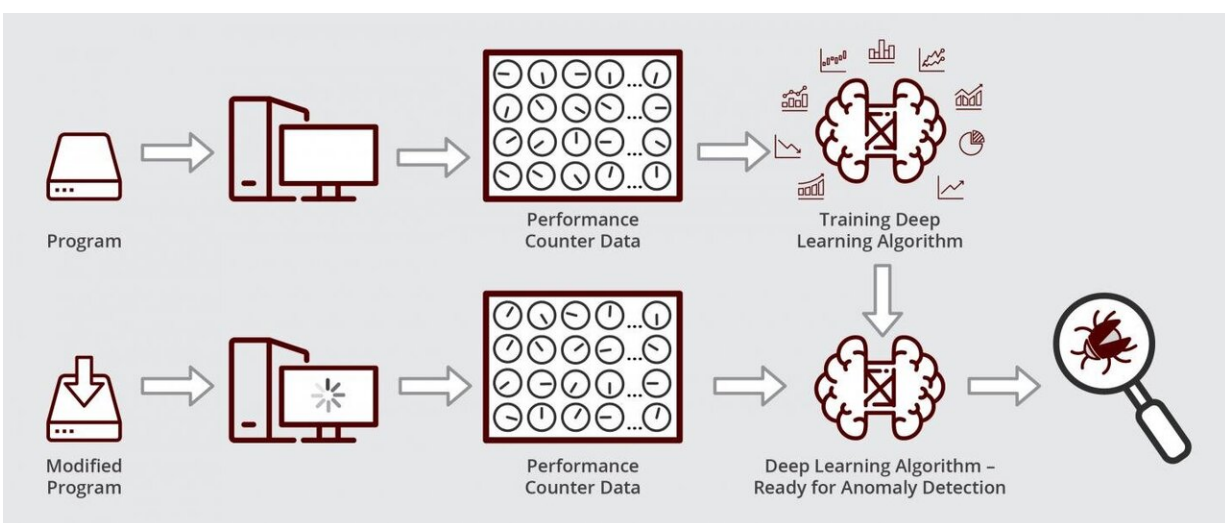 Program
Performance
Counter Data
Training Deep
Learning Algorithm
Modified
Program
Performance
Counter Data
Deep Learning Algorithm –
Ready for Anomaly Detection